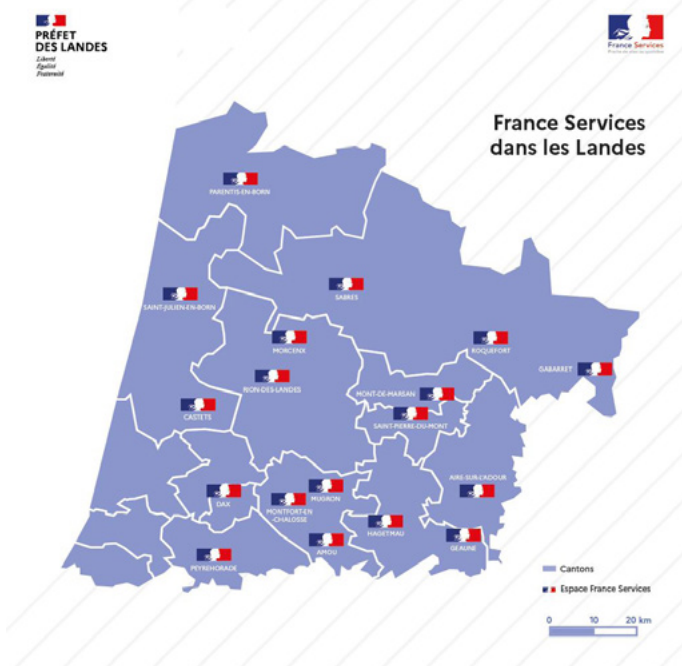 PRÉFET
DES LANDES
Liberté
Égalité
Fraternité
France Services
France Services
dans les Landes
PARENTIS-EN-BORN
SABRES
SAINT-JULIEN-EN-BORN
MORCENX
ROQUEFORT
GABARRET
RION-DES-LANDES
MONT-DE-MARSAN
CASTETS
SAINT-PIERRE-DU-MONT
AIRE-SUR-L'ADOUR
DAX
MUGRON
MONTFORT-EN
-CHALOSSE
HAGETMAU
AMOU
GEAUNE
PEYREHORADE
Cantons
Espace France Services
0 10 20 km